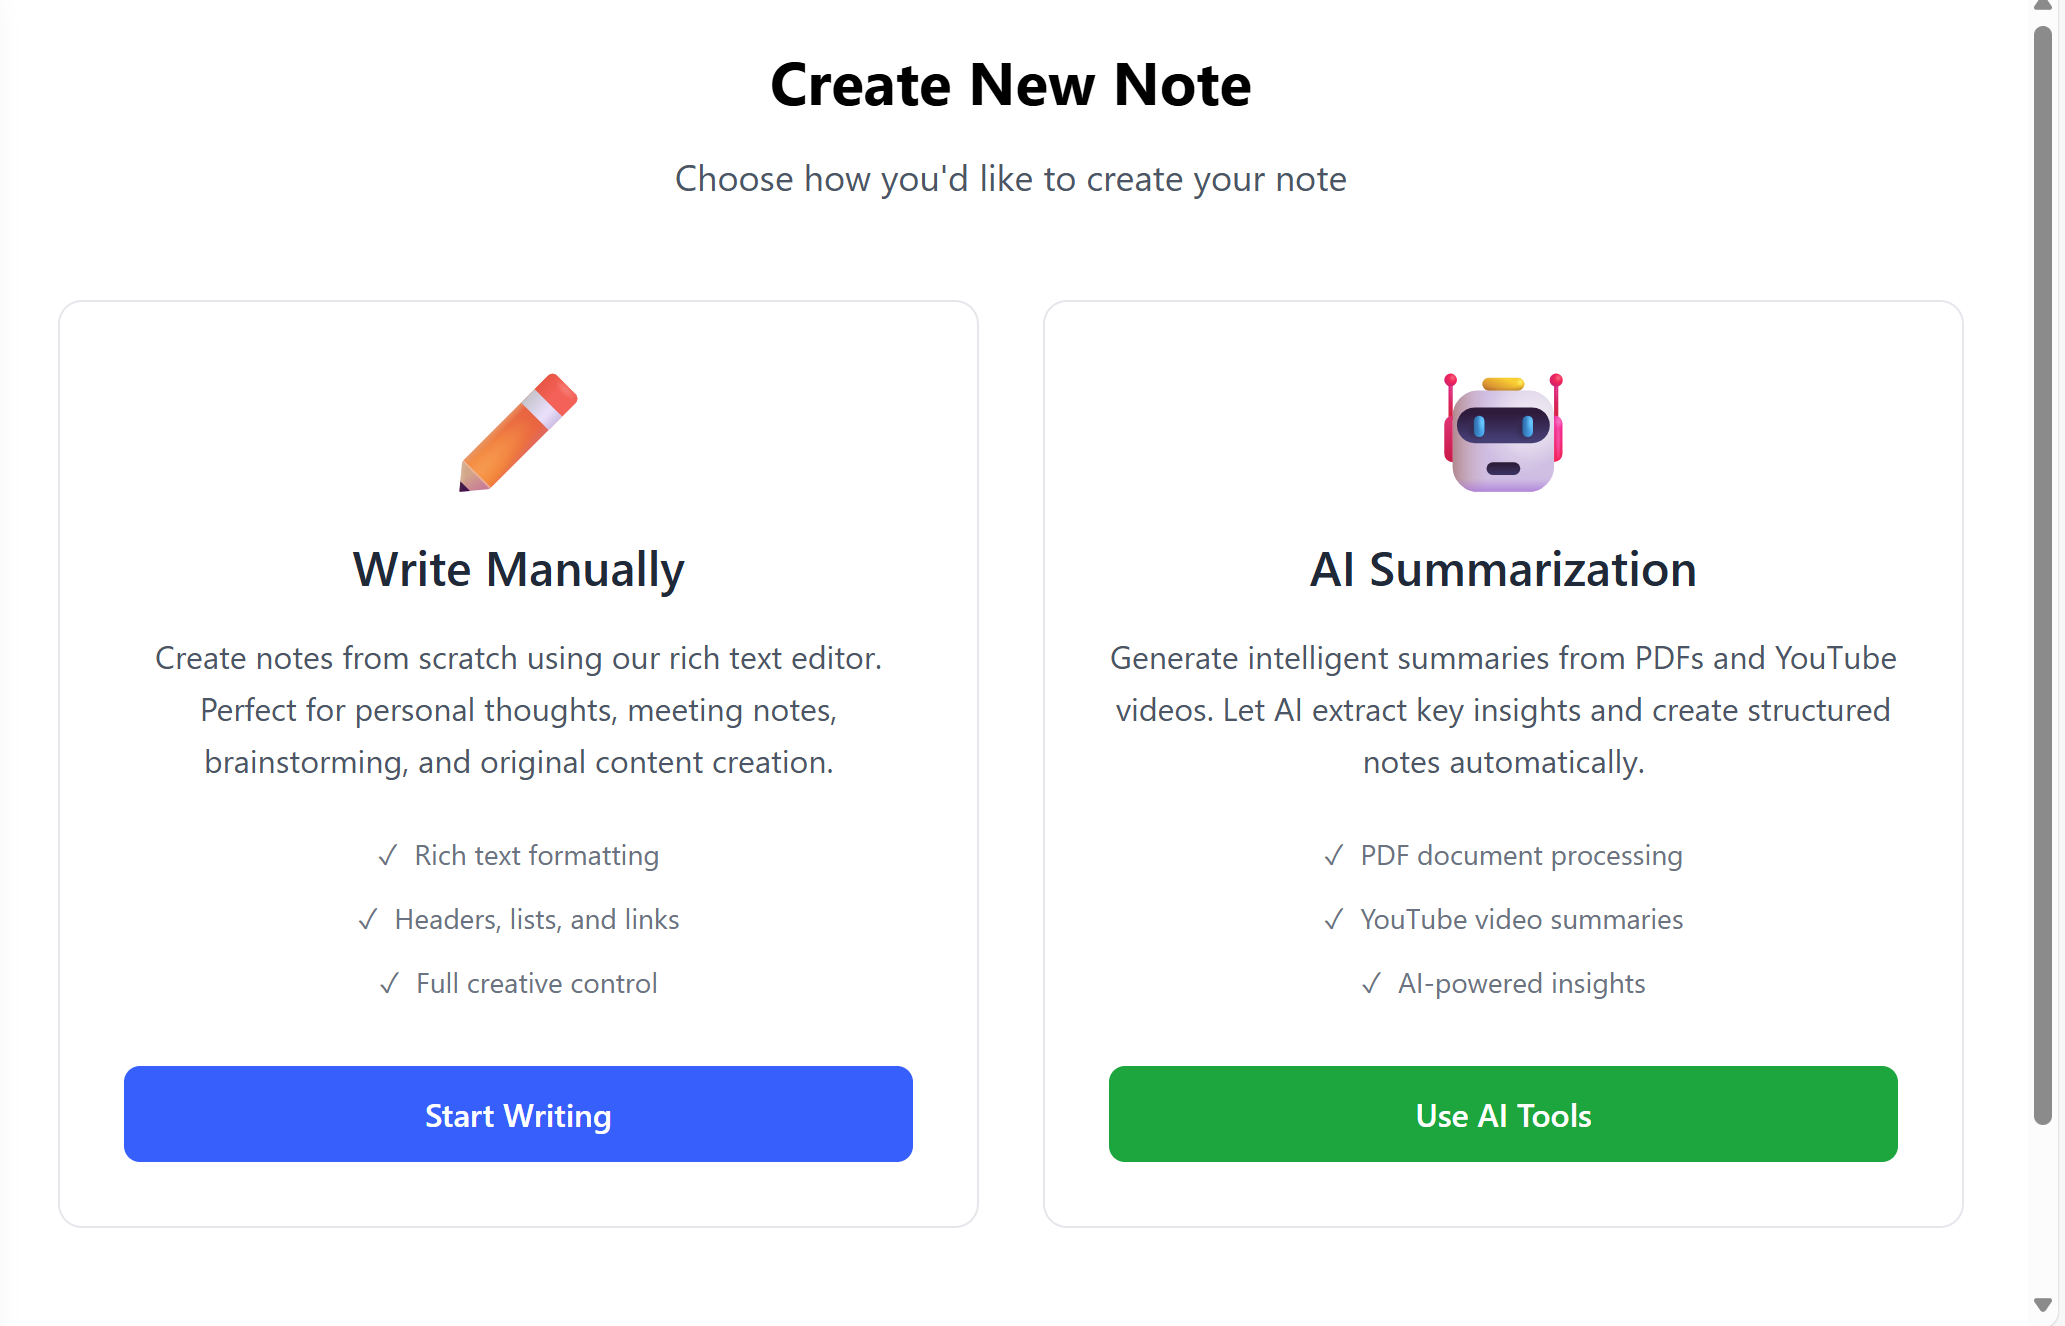 Create New Note
Choose how you'd like to create your note
Write Manually
Create notes from scratch using our rich text editor.
Perfect for personal thoughts, meeting notes,
brainstorming, and original content creation.
✓ Rich text formatting
✓ Headers, lists, and links
✓ Full creative control
Start Writing
AI Summarization
Generate intelligent summaries from PDFs and YouTube
videos. Let AI extract key insights and create structured
notes automatically.
✓ PDF document processing
✓ YouTube video summaries
✓ AI-powered insights
Use AI Tools